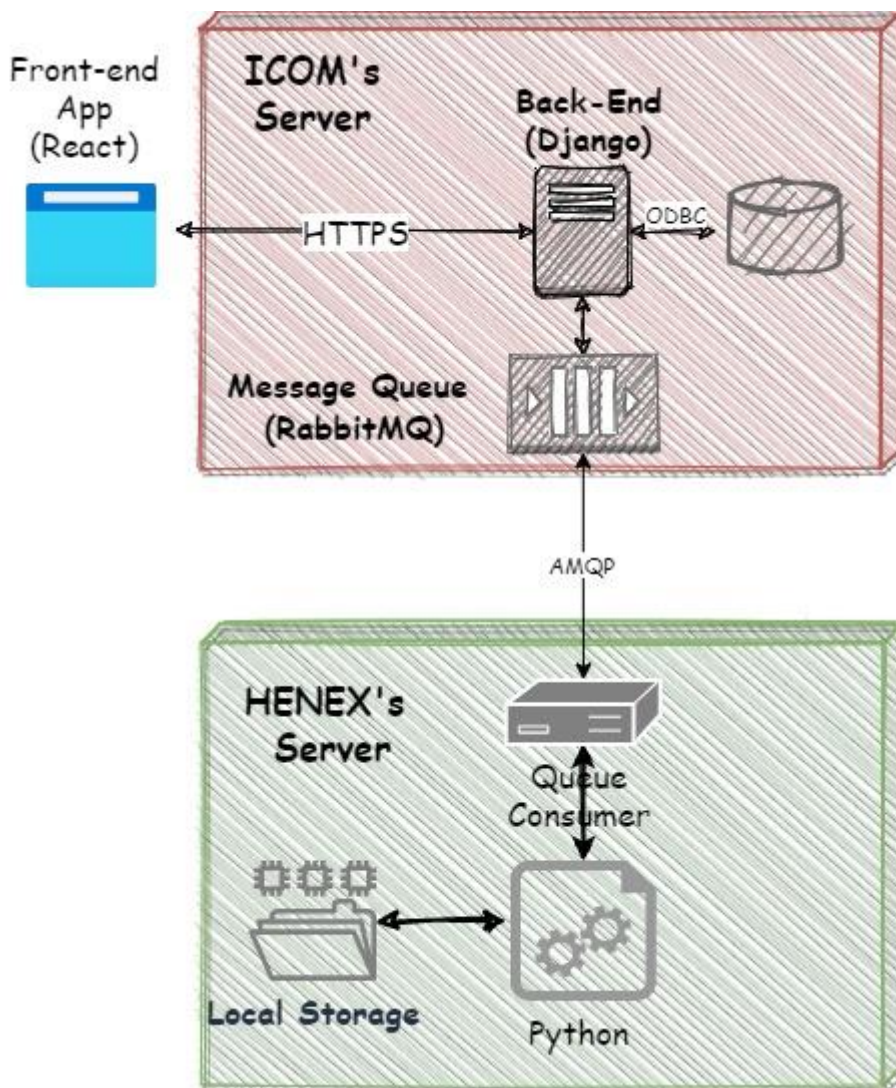 Front-end
App
(React)
ICOM's
Server
Back-End
(Django)
HTTPS
ODBC
Message Queue
(RabbitMQ)
AMQP
HENEX's
Server
Queue
Consumer
Local Storage
Python